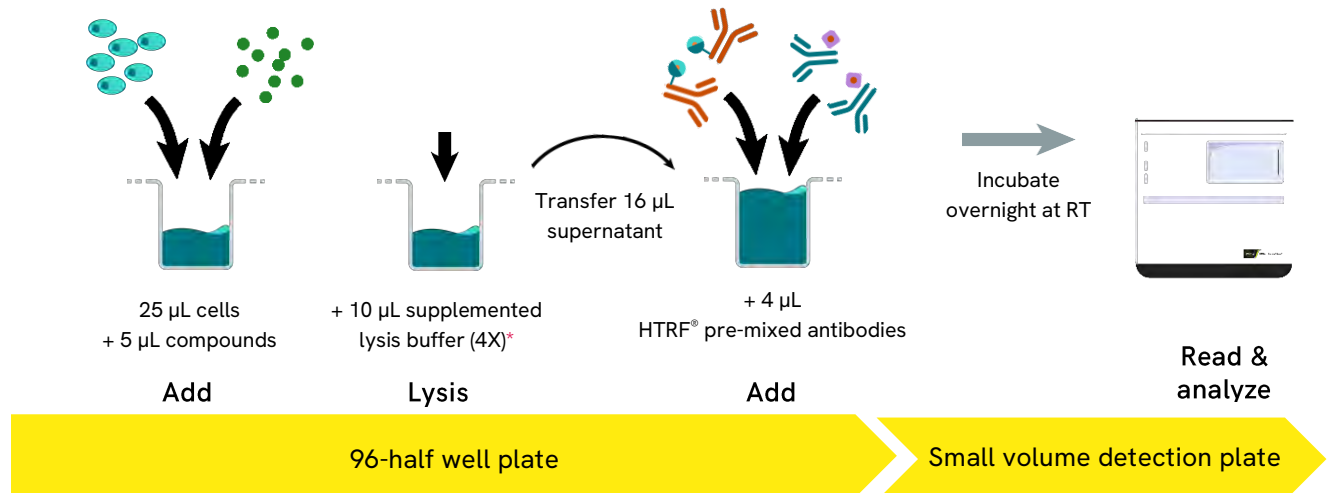 25 µL cells
+ 5 µL compounds
Add
+ 10 µL supplemented
lysis buffer (4X)*
Lysis
Transfer 16 µL
supernatant
+ 4 µL
HTRF® pre-mixed antibodies
Add
Incubate
overnight at RT
Read &
analyze
96-half well plate
Small volume detection plate